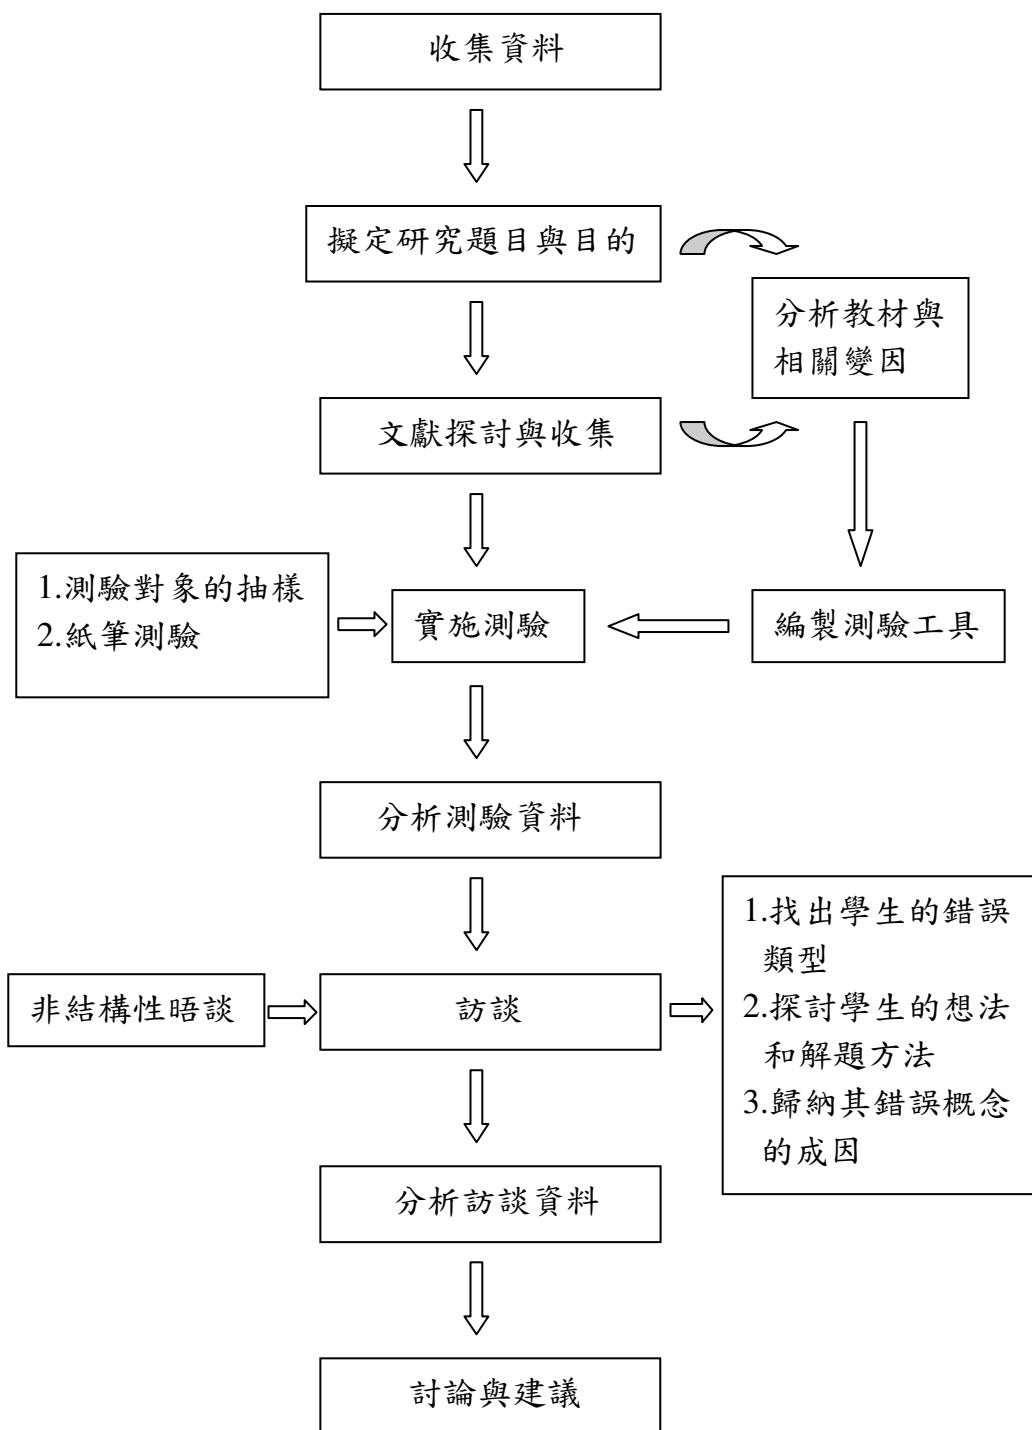 收集資料
擬定研究題目與目的
分析教材與
相關變因
文獻探討與收集
1.測驗對象的抽樣
2.紙筆測驗
實施測驗
編製測驗工具
分析測驗資料
非結構性晤談
訪談
1.找出學生的錯誤
類型
2.探討學生的想法
和解題方法
3.歸納其錯誤概念
的成因
分析訪談資料
討論與建議